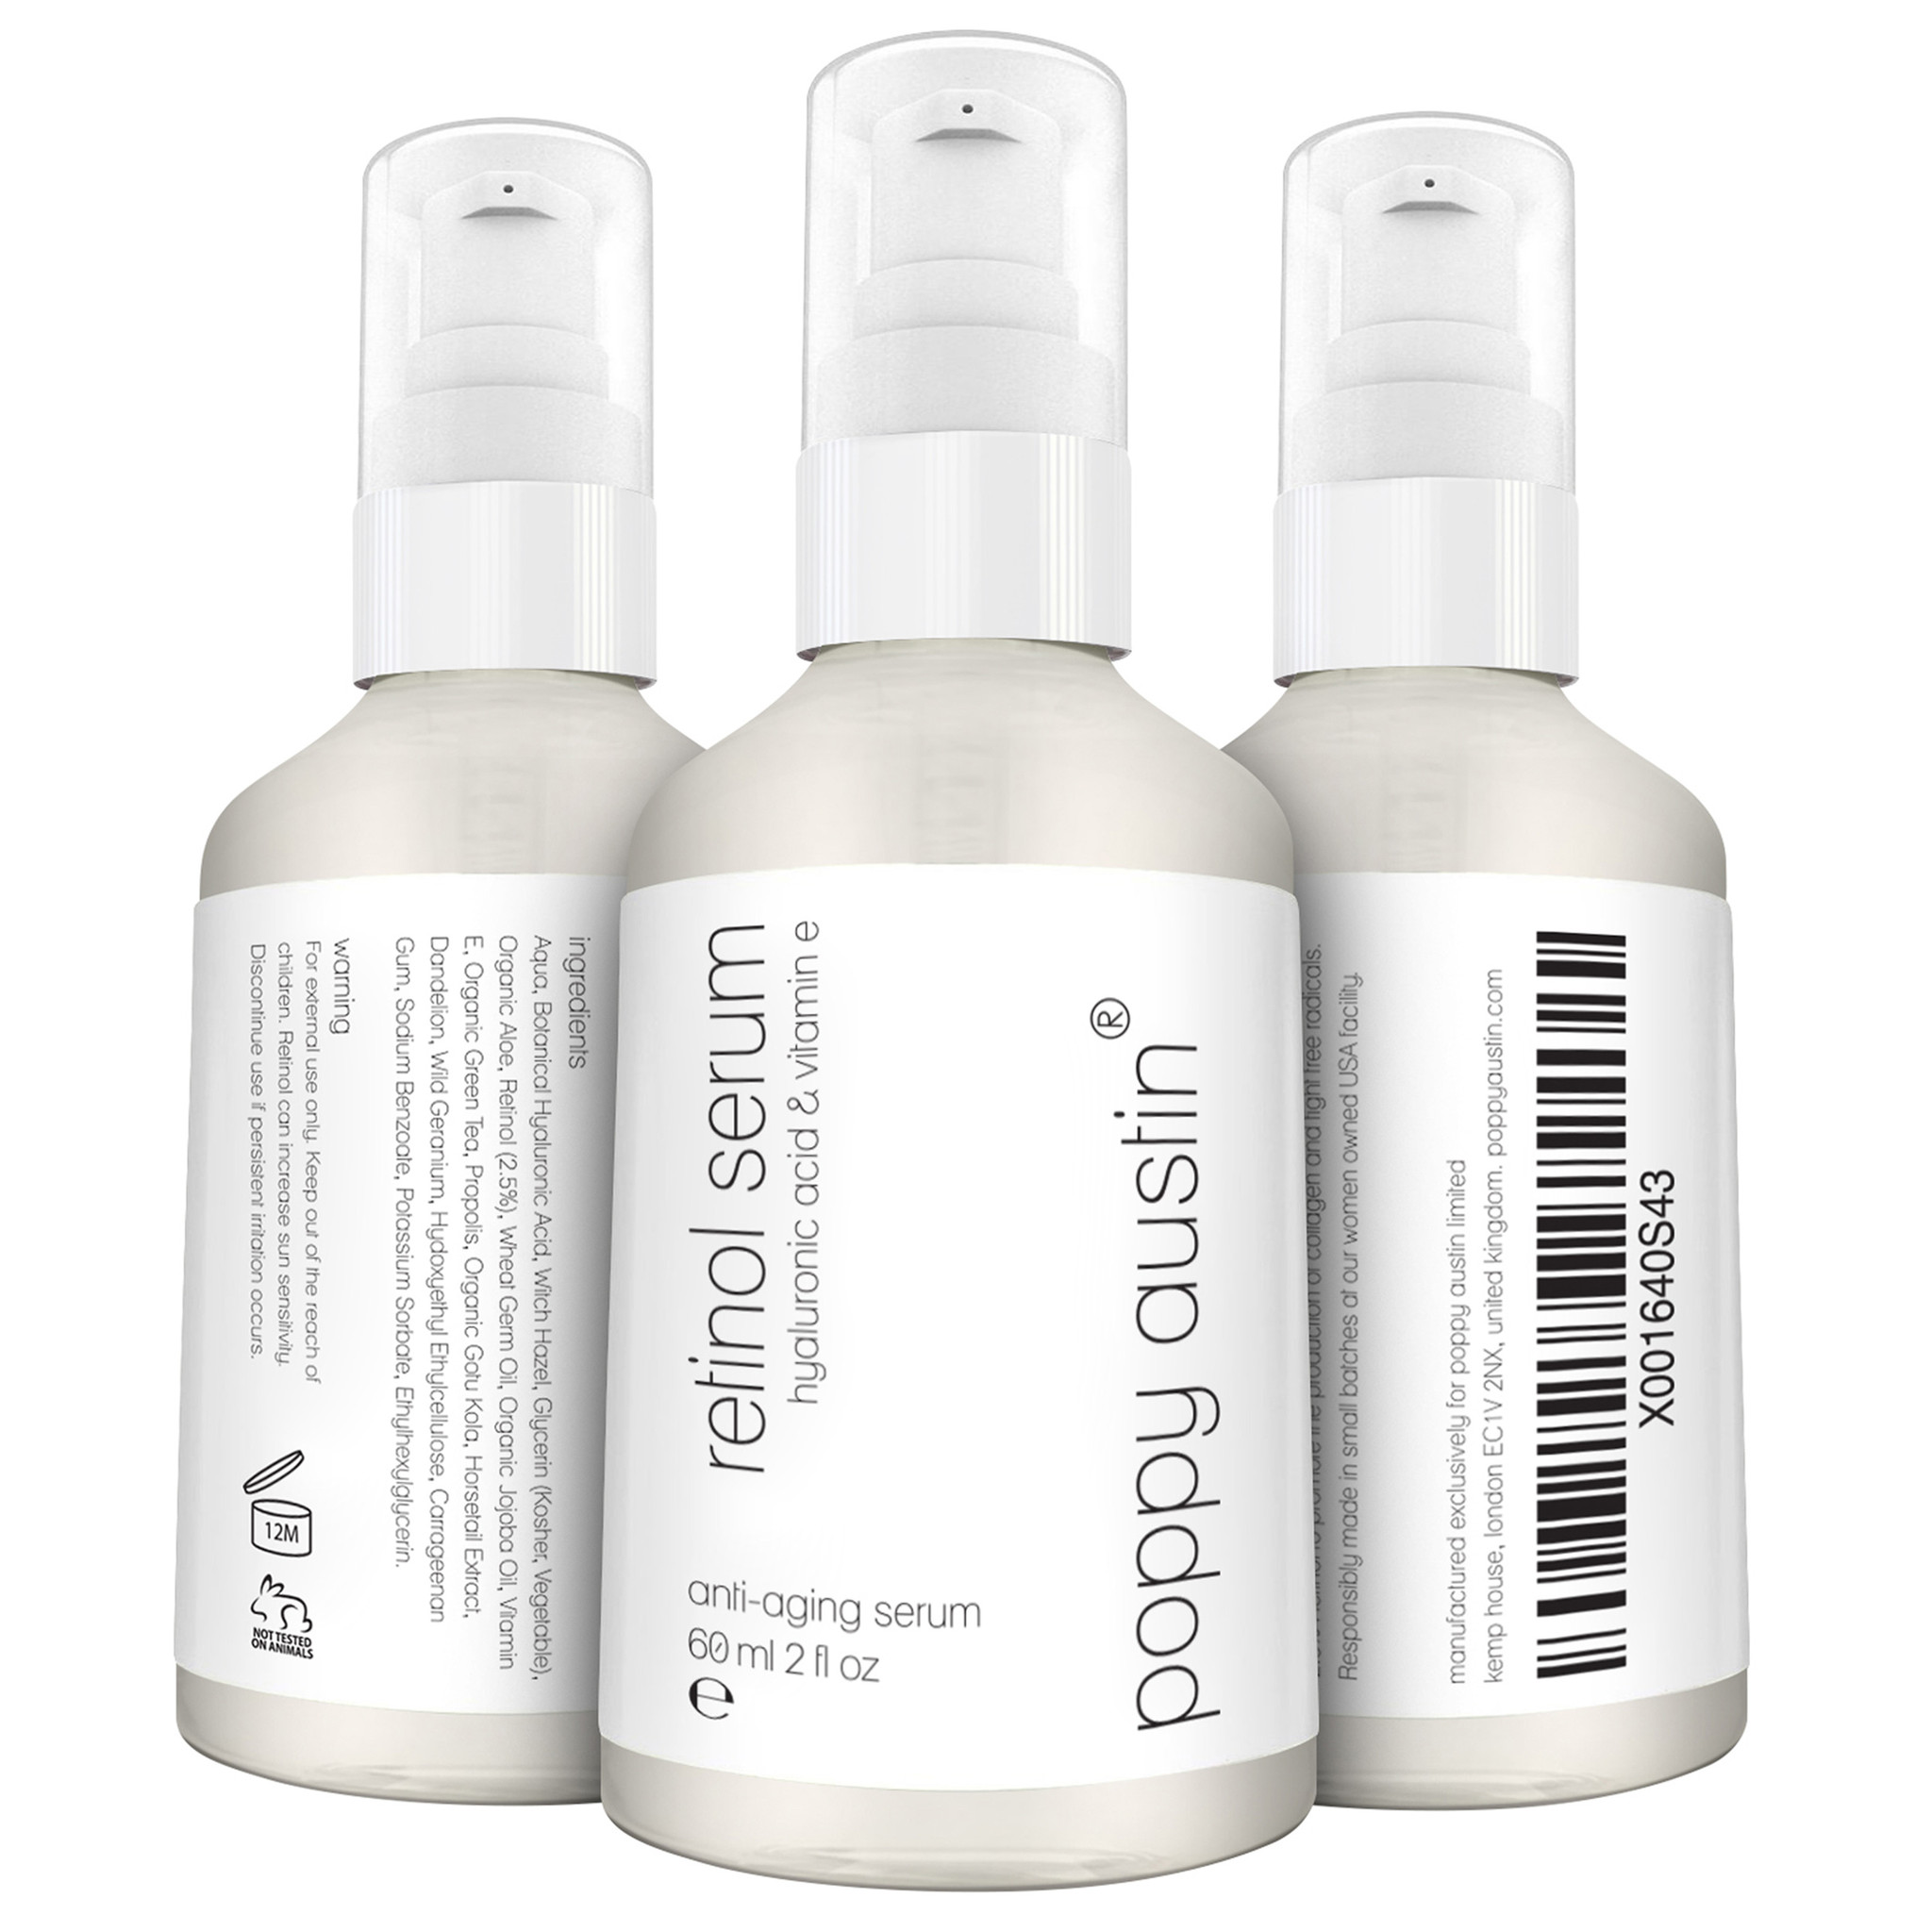 ingredients
Aqua, Botanical Hyaluronic Acid, Witch Hazel, Glycerin (Kosher, Vegetable),
Organic Aloe, Retinol (2.5%), Wheat Germ Oil, Organic Jojoba Oil, Vitamin
E, Organic Green Tea, Propolis, Organic Gotu Kola, Horsetail Extract,
Dandelion, Wild Geranium, Hydoxyethyl Ethylcellulose, Carrageenan
Gum, Sodium Benzoate, Potassium Sorbate, Ethylhexylglycerin.
warning
For external use only. Keep out of the reach of
children. Retinol can increase sun sensitivity.
Discontinue use if persistent irritation occurs.
12M
NOT TESTED
ON ANIMALS
retinol serum
hyaluronic acid & vitamin e
poppy austin®
anti-aging serum
60 ml 2 fl oz
e
production of collagen and fight free radicals.
Responsibly made in small batches at our women owned USA facility.
manufactured exclusively for poppy austin limited
kemp house, london EC1V 2NX, united kingdom. poppyaustin.com
X001640S43